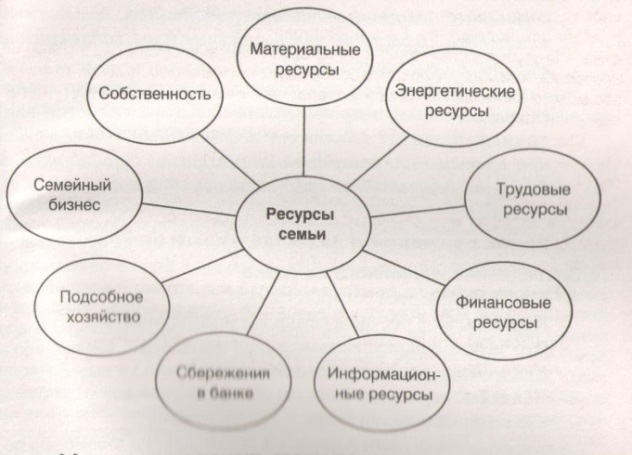 Материальные
ресурсы
Энергетические
ресурсы
Собственность
Семейный
бизнес
Трудовые
ресурсы
Ресурсы
семьи
Подсобное
хозяйство
Финансовые
ресурсы
Сбережения
в банке
Информацион-
ные ресурсы